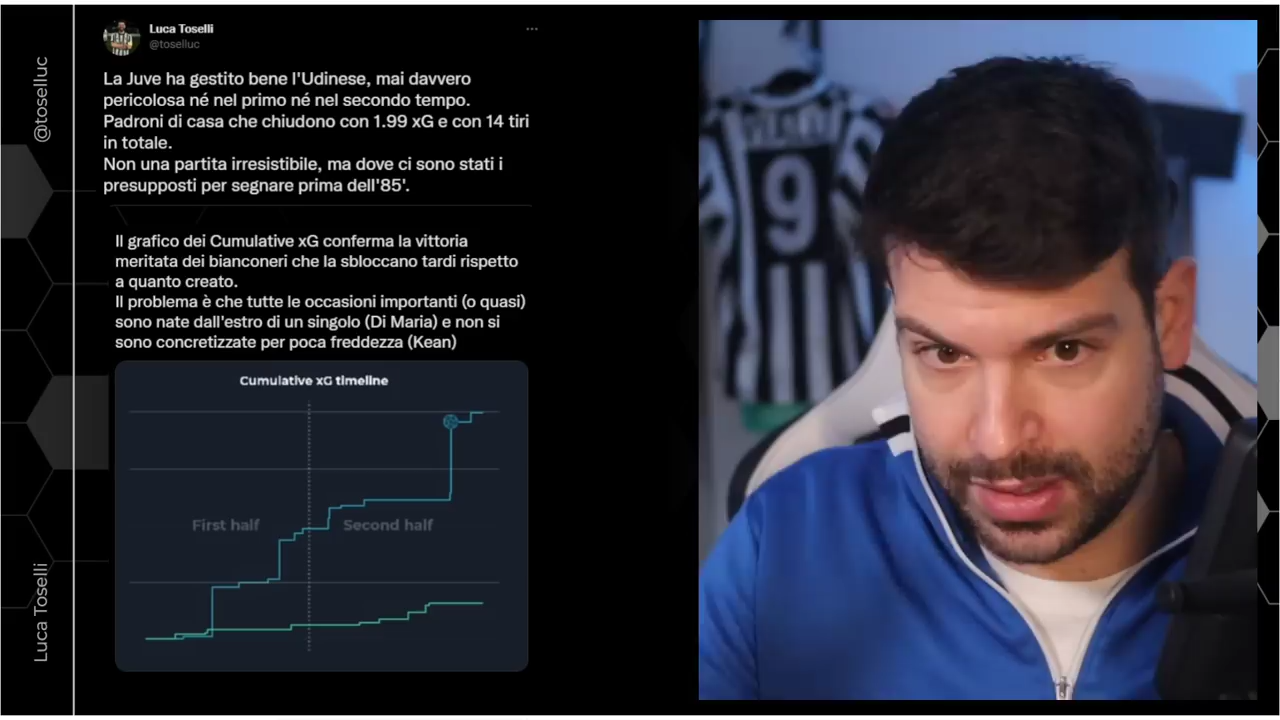 @toselluc
Luca Toselli
Luca Toselli
@toselluc
...
La Juve ha gestito bene l'Udinese, mai davvero
pericolosa né nel primo né nel secondo tempo.
Padroni di casa che chiudono con 1.99 xG e con 14 tiri
in totale.
Non una partita irresistibile, ma dove ci sono stati i
presupposti per segnare prima dell'85'.
Il grafico dei Cumulative xG conferma la vittoria
meritata dei bianconeri che la sbloccano tardi rispetto
a quanto creato.
Il problema è che tutte le occasioni importanti (o quasi)
sono nate dall'estro di un singolo (Di Maria) e non si
sono concretizzate per poca freddezza (Kean)
Cumulative xG timeline
First half
Second half
9